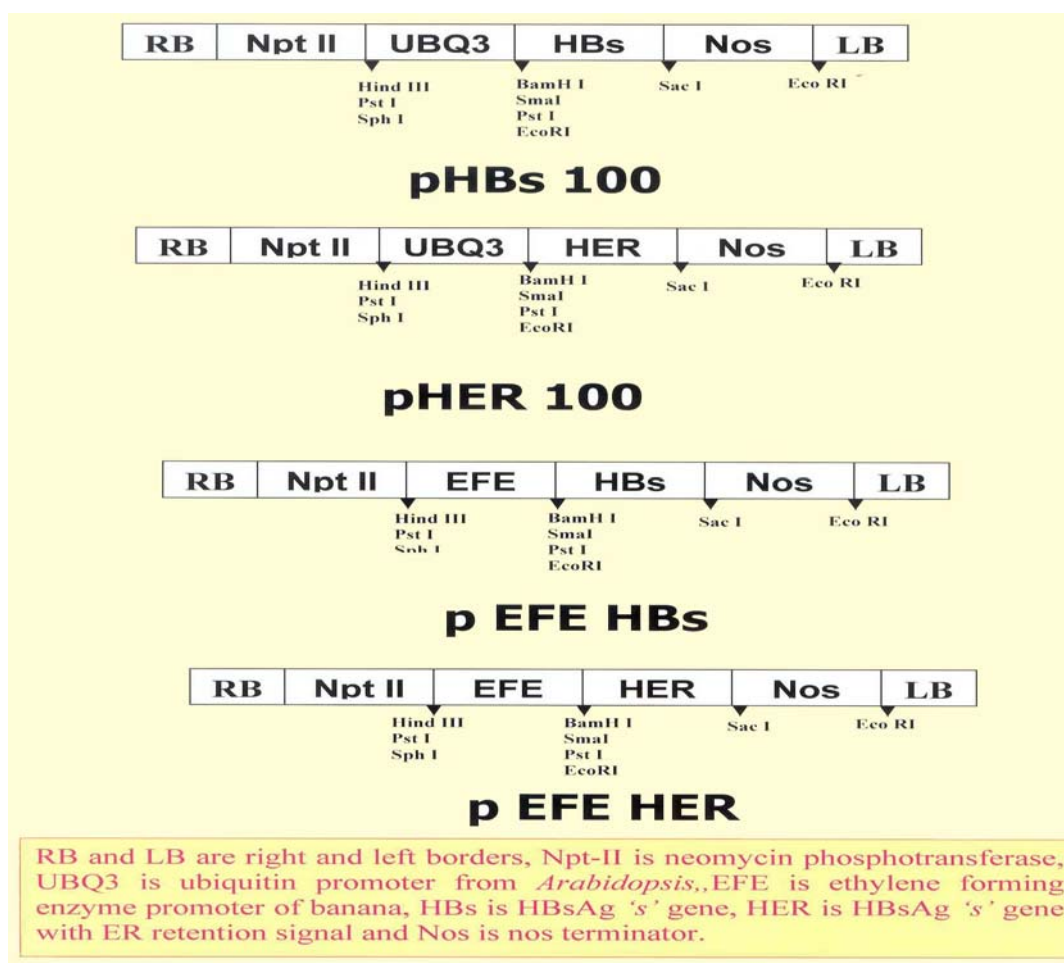 RB Npt II UBQ3 HBs Nos LB
Hind III BamH I Sac I Eco RI
Pst I SmaI
Sph I Pst I
EcoRI
pHBs 100
RB Npt II UBQ3 HER Nos LB
Hind III BamH I Sac I Eco RI
Pst I SmaI
Sph I Pst I
EcoRI
pHER 100
RB Npt II EFE HBs Nos LB
Hind III BamH I Sac I Eco RI
Pst I SmaI
Sph I Pst I
EcoRI
p EFE HBs
RB Npt II EFE HER Nos LB
Hind III BamH I Sac I Eco RI
Pst I SmaI
Sph I Pst I
EcoRI
p EFE HER
RB and LB are right and left borders, Npt-II is neomycin phosphotransferase,
UBQ3 is ubiquitin promoter from Arabidopsis,,EFE is ethylene forming
enzyme promoter of banana, HBs is HBsAg ‘s’ gene, HER is HBsAg ‘s’ gene
with ER retention signal and Nos is nos terminator.